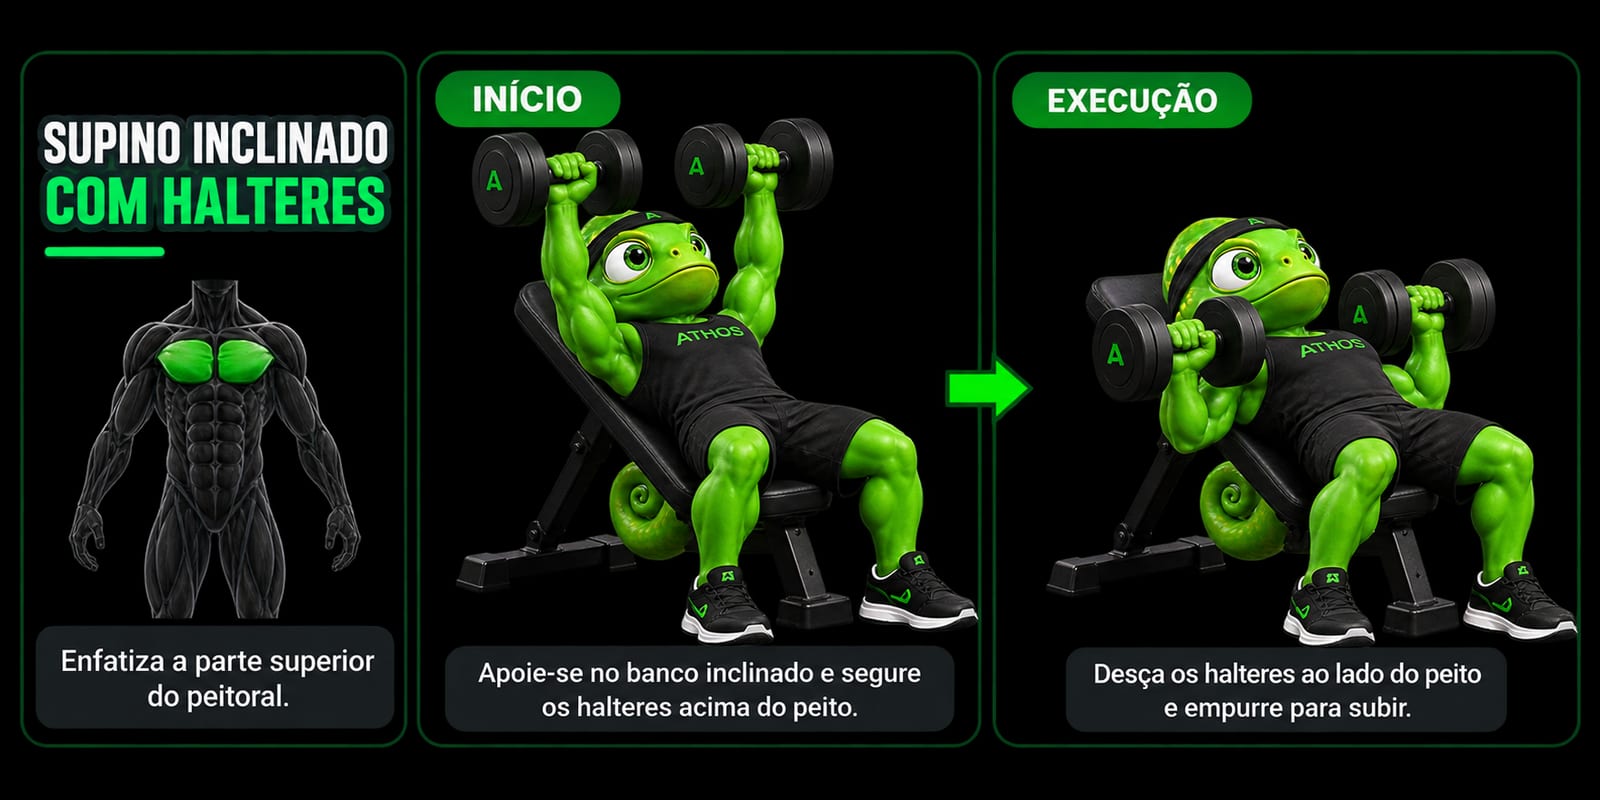 SUPINO INCLINADO
COM HALTERES
Enfatiza a parte superior
do peitoral.
INÍCIO
A
A
A
ATHOS
Apoie-se no banco inclinado e segure
os halteres acima do peito.
EXECUÇÃO
A
A
A
ATHOS
Desça os halteres ao lado do peito
e empurre para subir.